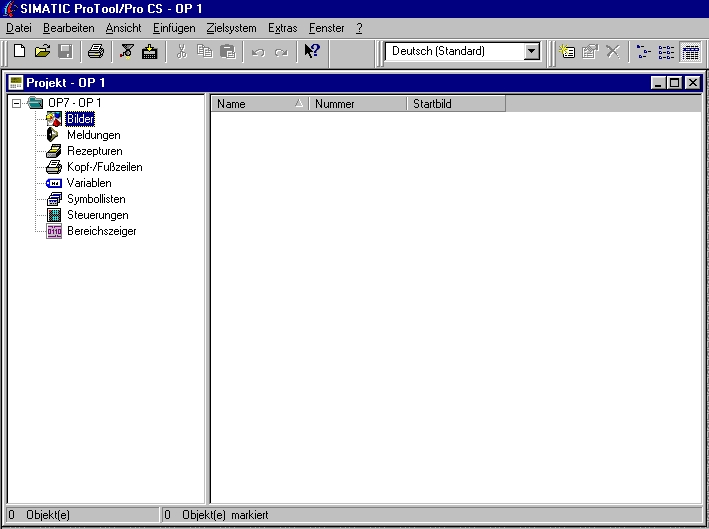 SIMATIC ProTool/Pro CS - OP 1
Datei Bearbeiten Ansicht Einfügen Zielsystem Extras Fenster ?
Deutsch (Standard)
Projekt - OP 1
OP7 - OP 1
Bilder
Meldungen
Rezepturen
Kopf-/Fußzeilen
Variablen
Symbollisten
Steuerungen
Bereichszeiger
Name Nummer Startbild
0 Objekt(e) 0 Objekt(e) markiert